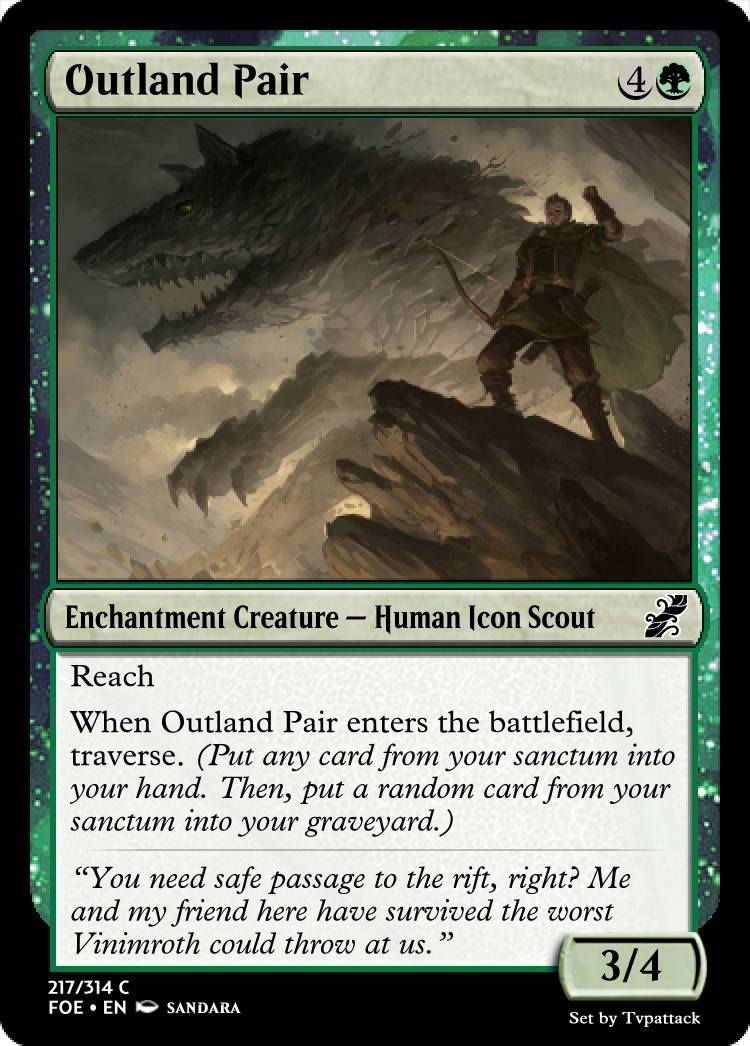 Outland Pair 4
Enchantment Creature — Human Icon Scout
Reach
When Outland Pair enters the battlefield,
traverse. (Put any card from your sanctum into
your hand. Then, put a random card from your
sanctum into your graveyard.)
“You need safe passage to the rift, right? Me
and my friend here have survived the worst
Vinimroth could throw at us.”
3/4
217/314 C
FOE • EN SANDARA
Set by Tvpattack